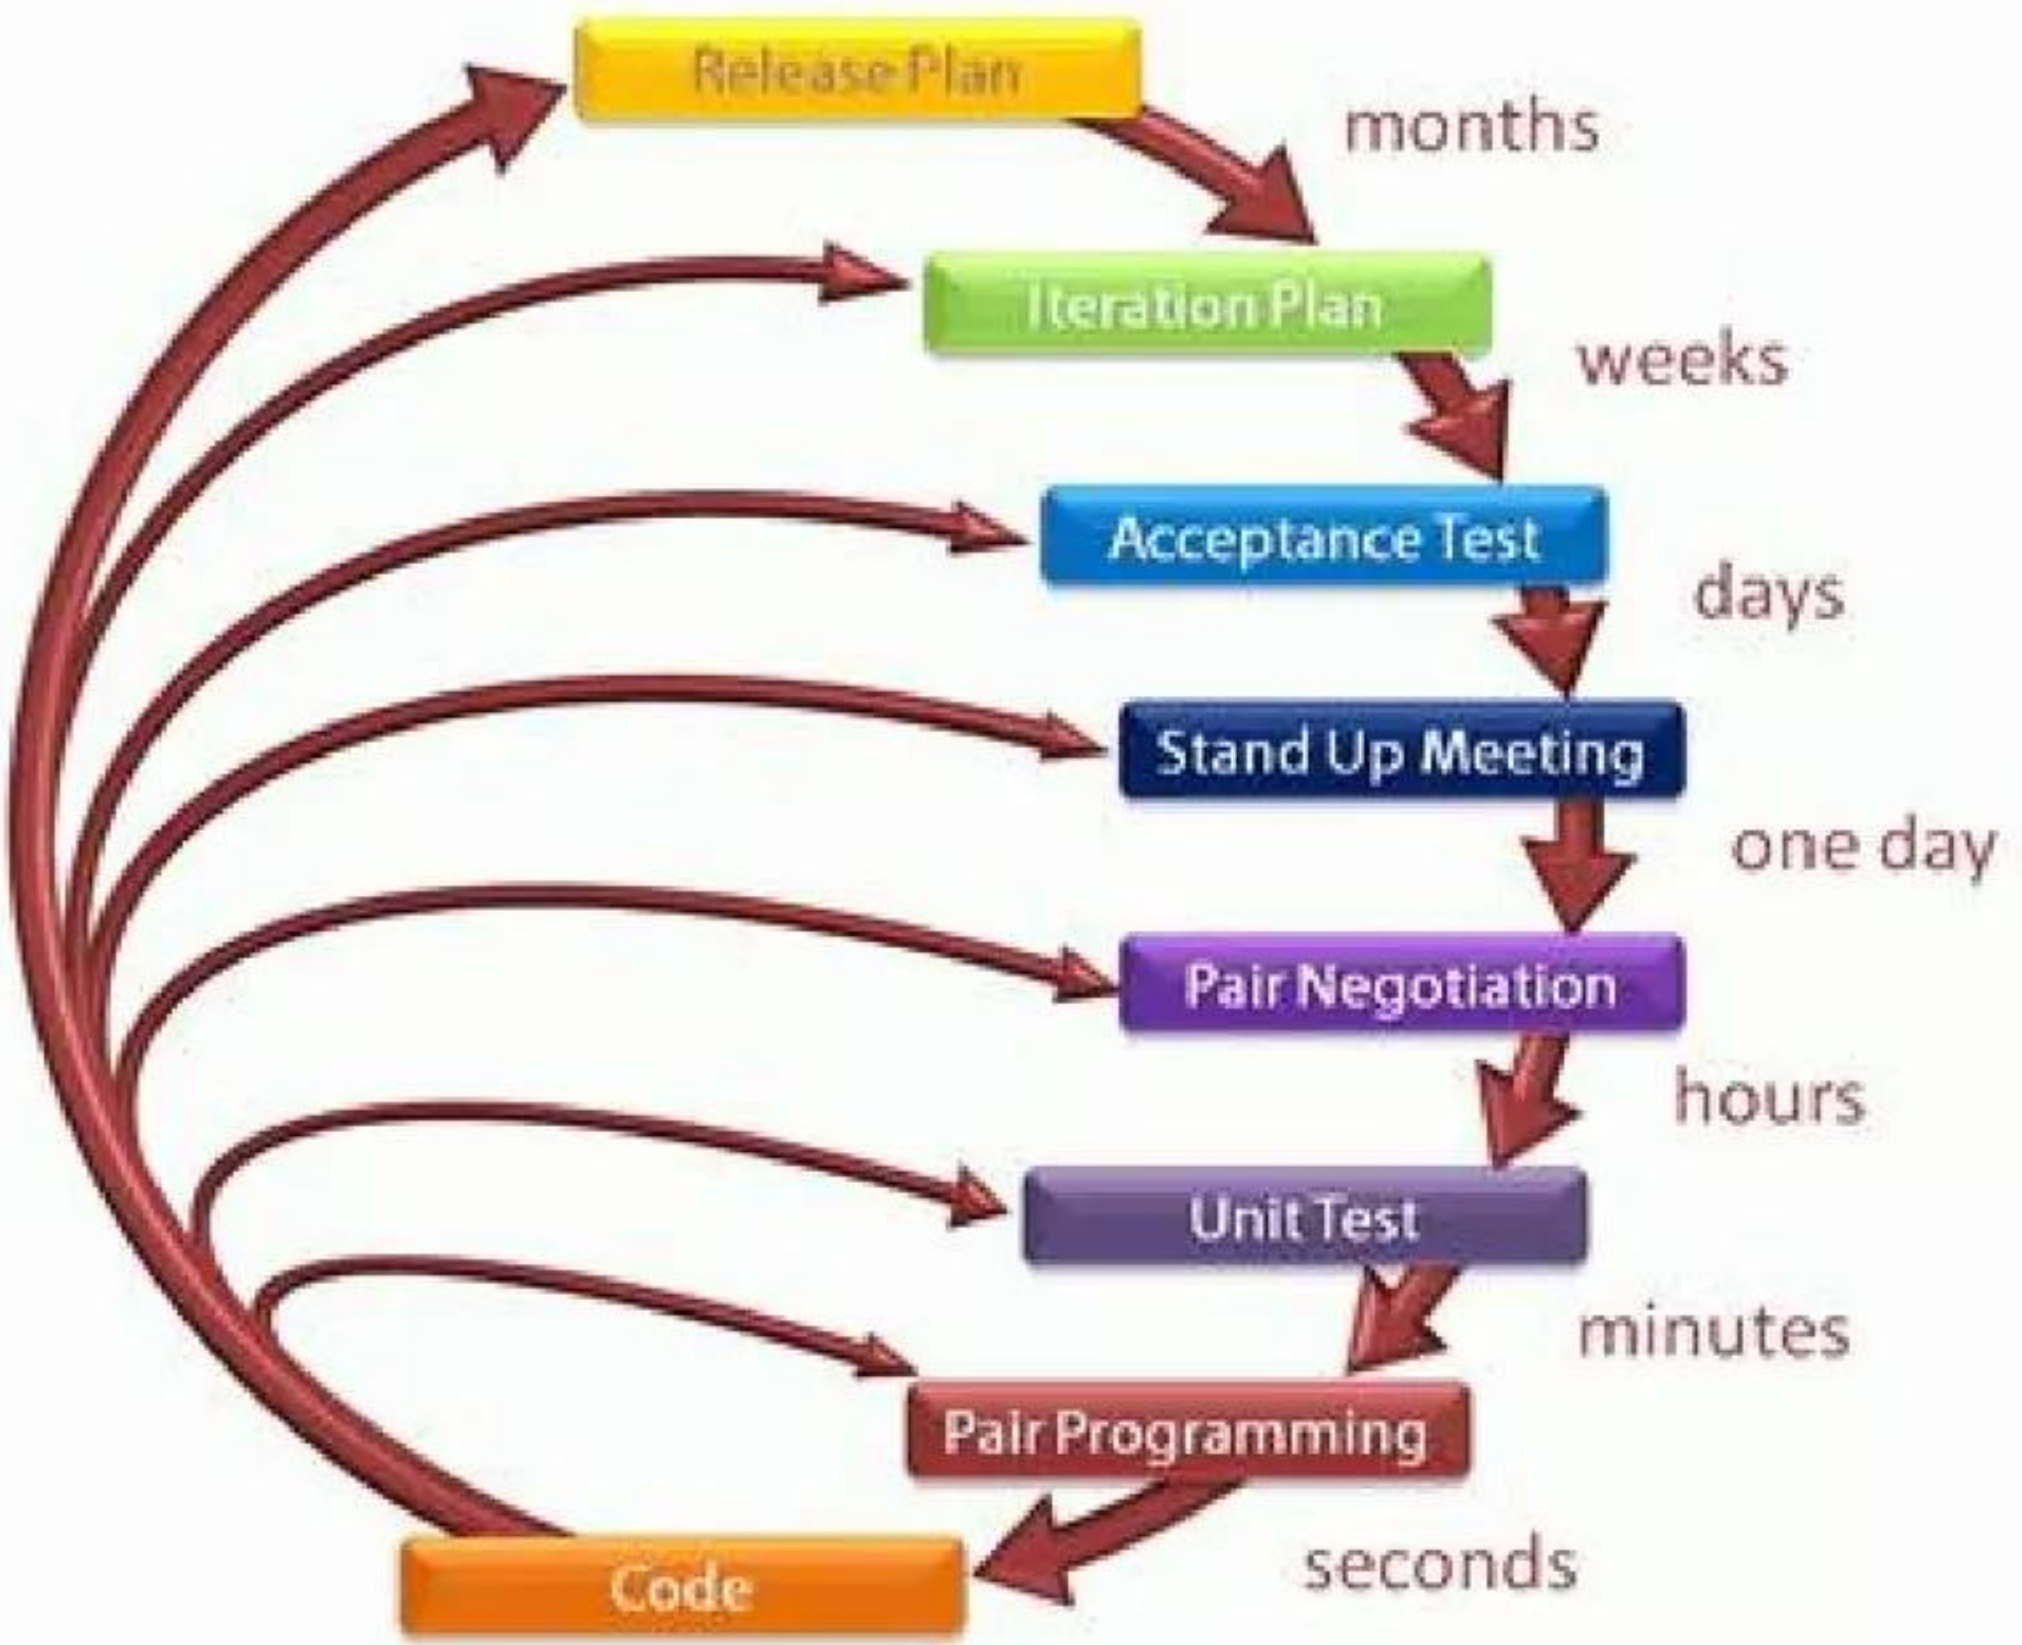 Release Plan
months
Iteration Plan
weeks
Acceptance Test
days
Stand Up Meeting
one day
Pair Negotiation
hours
Unit Test
minutes
Pair Programming
seconds
Code